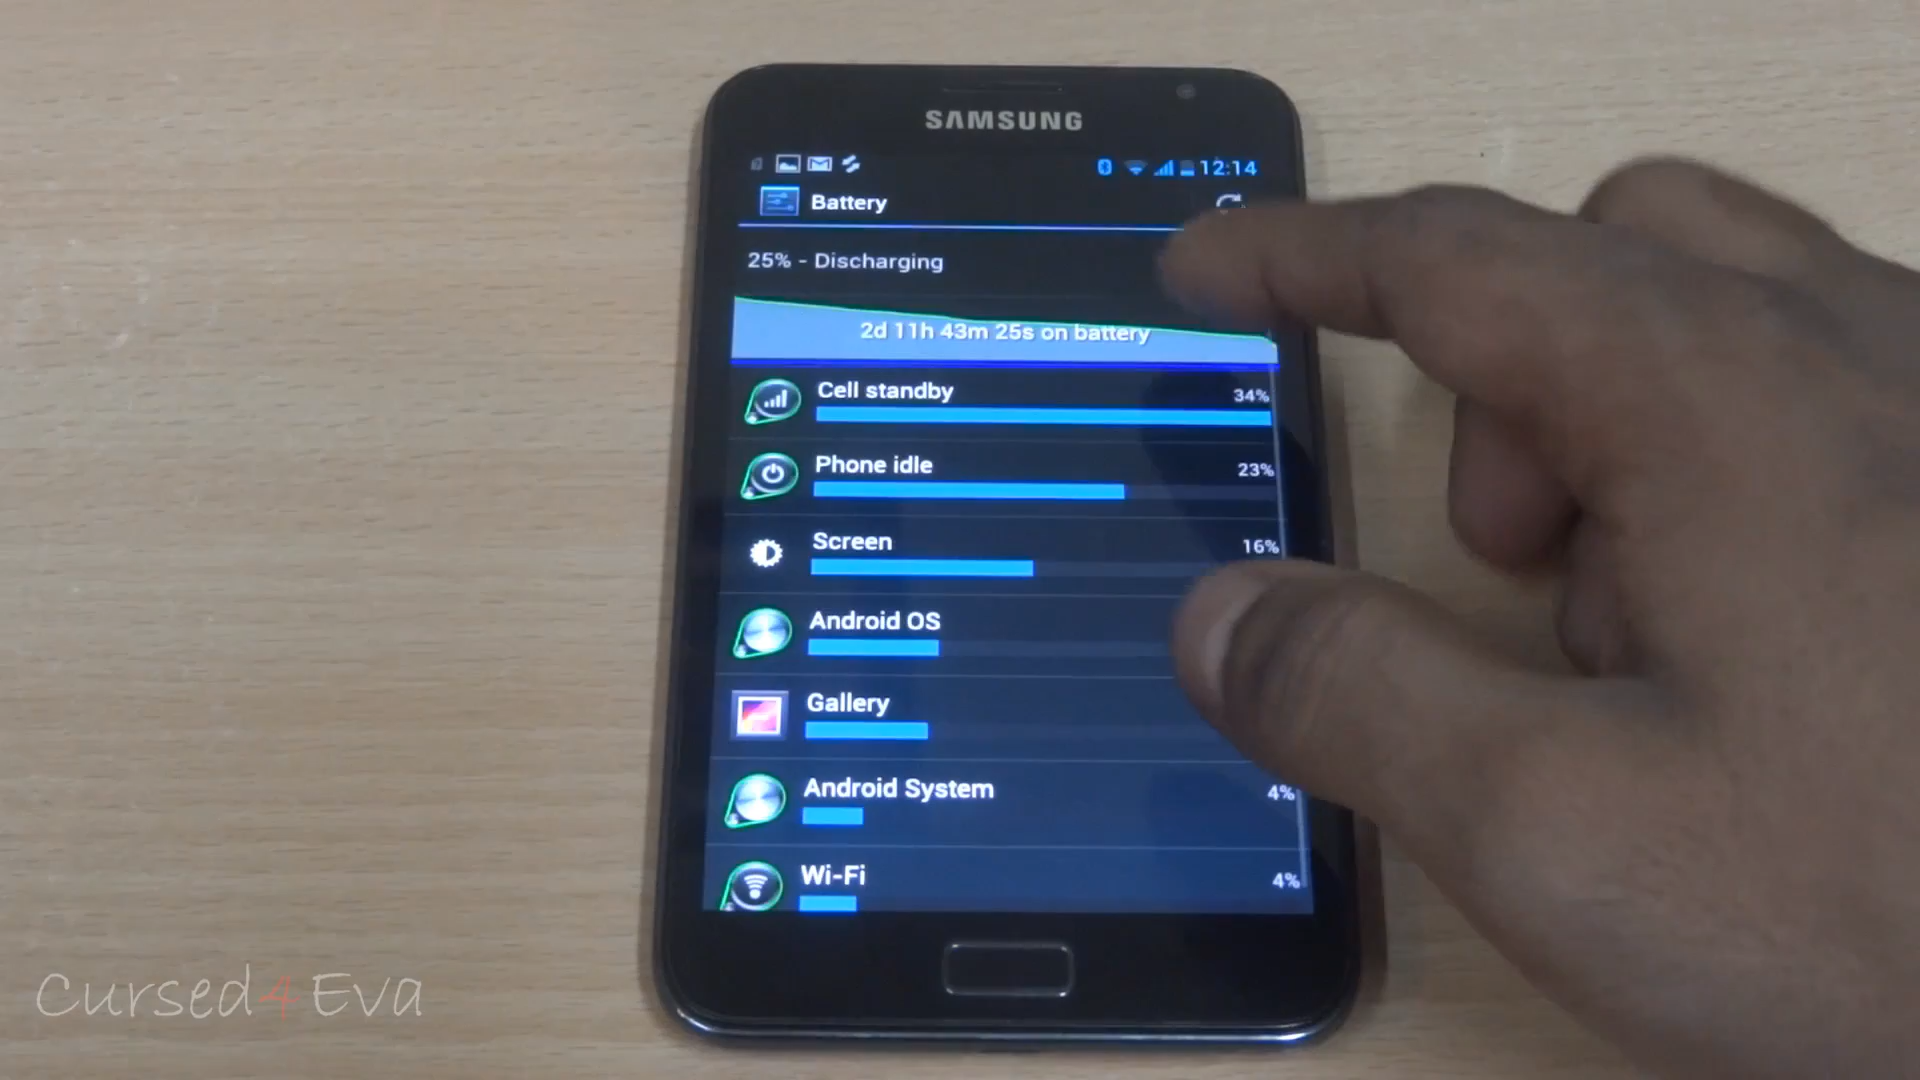 SAMSUNG
12:14
Battery
25% - Discharging
2d 11h 43m 25s on battery
Cell standby 34%
Phone idle 23%
Screen 16%
Android OS
Gallery
Android System 4%
Wi-Fi 4%
Cursed4Eva